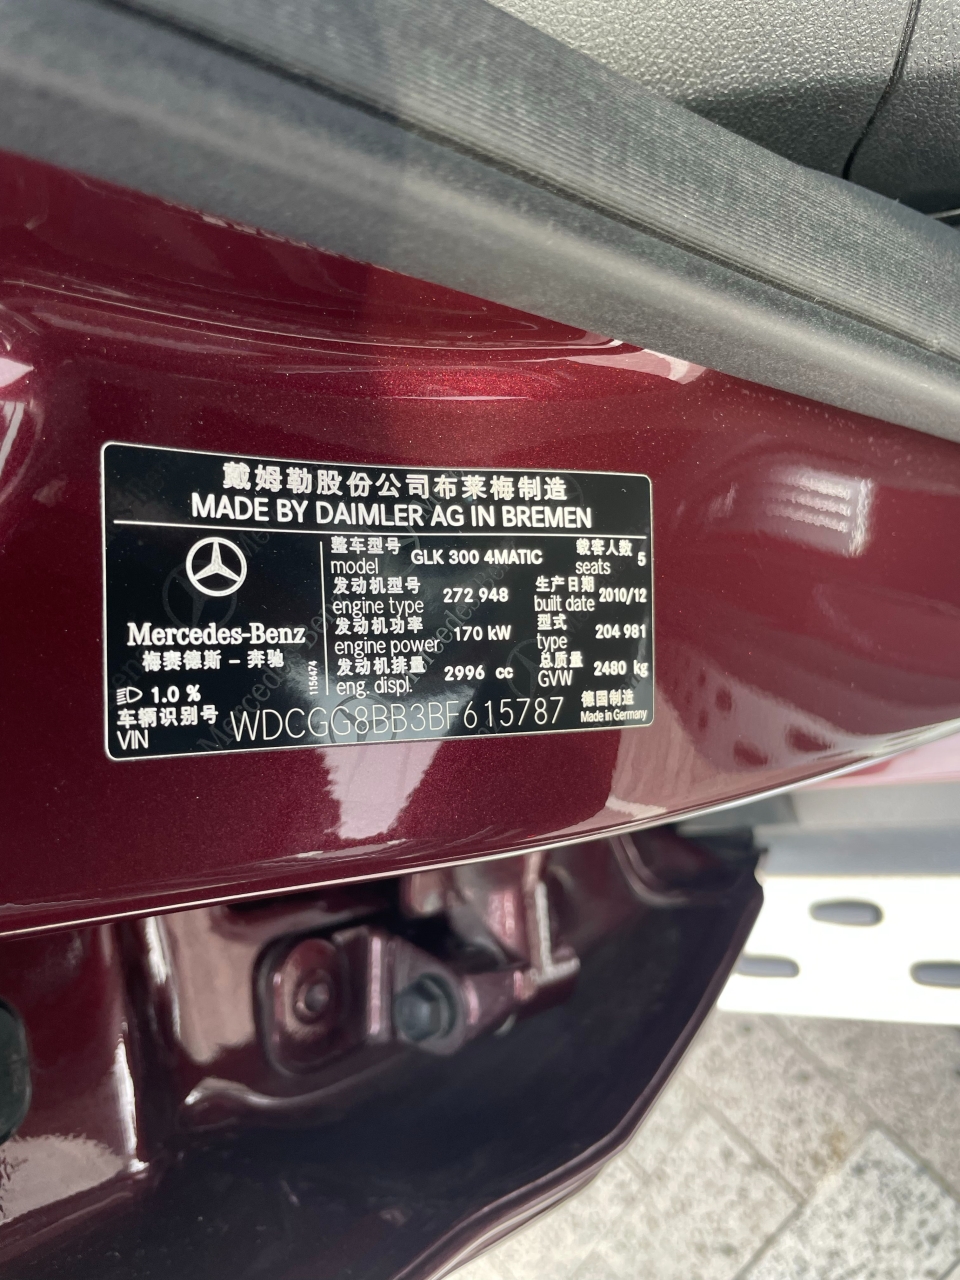 戴姆勒股份公司布莱梅制造
MADE BY DAIMLER AG IN BREMEN
Mercedes-Benz
梅赛德斯 - 奔驰
1.0 %
1156474
整车型号
model
GLK 300 4MATIC
载客人数
seats
5
发动机型号
engine type
272 948
生产日期
built date
2010/12
发动机功率
engine power
170 kW
型式
type
204 981
发动机排量
eng. displ.
2996 cc
总质量
GVW
2480 kg
车辆识别号
VIN
WDCGG8BB3BF615787
德国制造
Made in Germany